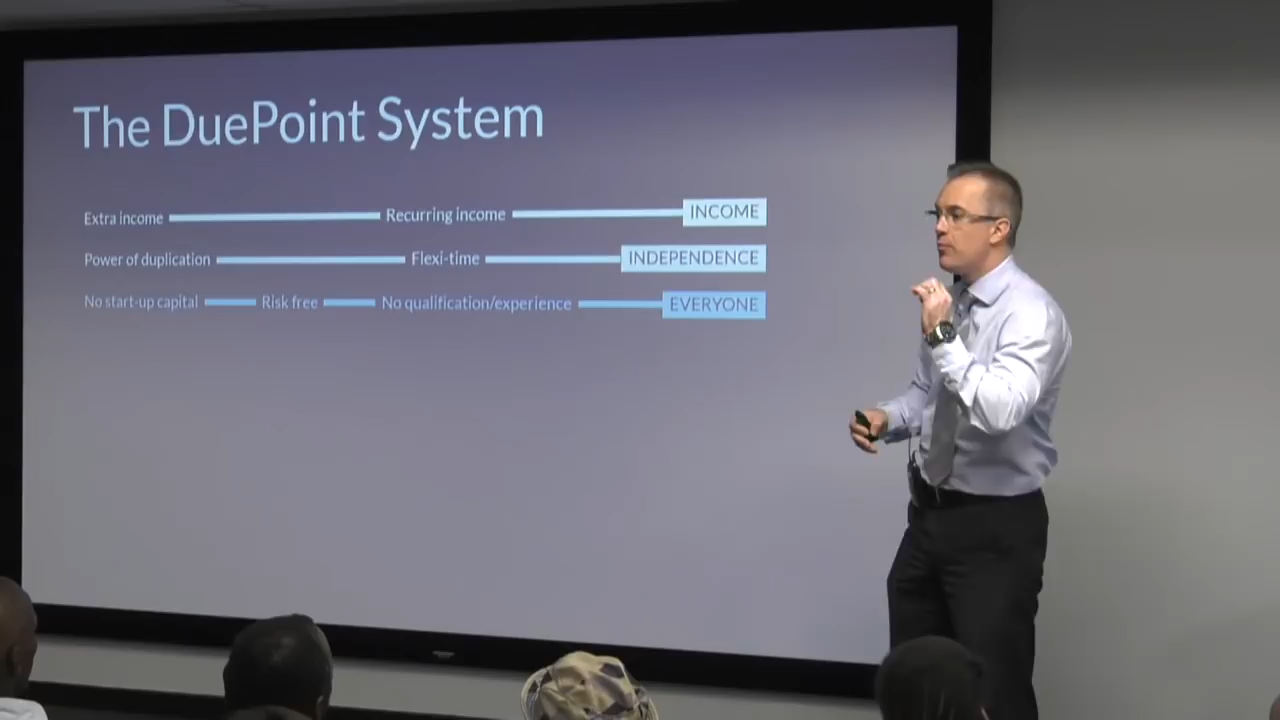 The DuePoint System
Extra income Recurring income INCOME
Power of duplication Flexi-time INDEPENDENCE
No start-up capital Risk free No qualification/experience EVERYONE